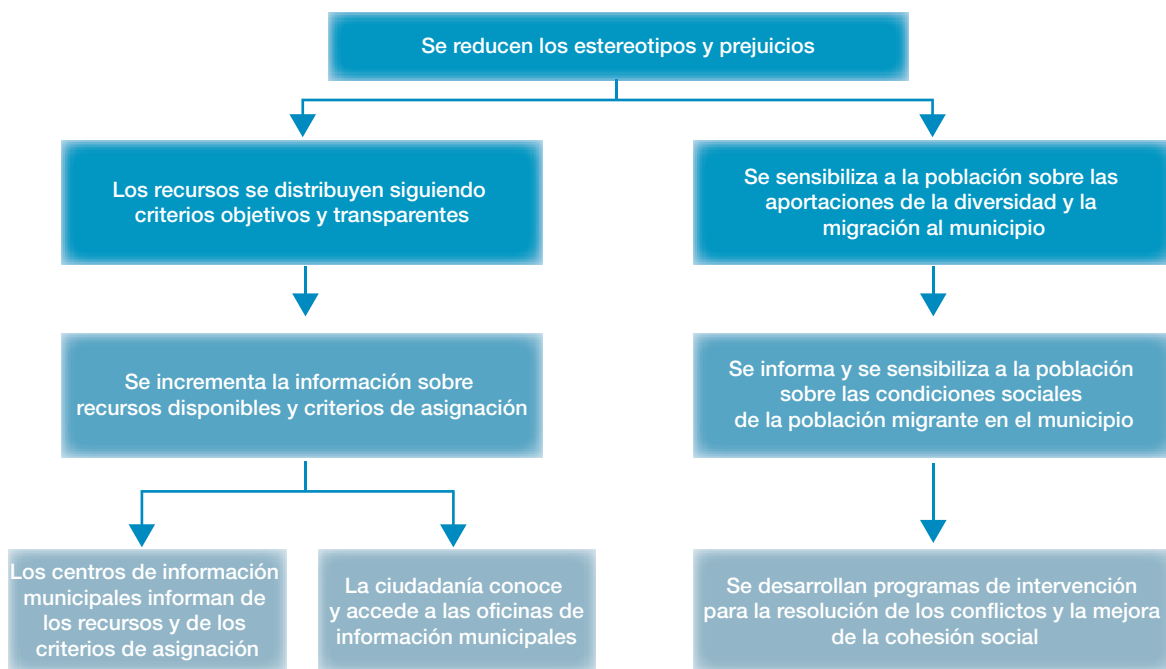 Se reducen los estereotipos y prejuicios
Los recursos se distribuyen siguiendo
criterios objetivos y transparentes
Se sensibiliza a la población sobre las
aportaciones de la diversidad y la
migración al municipio
Se incrementa la información sobre
recursos disponibles y criterios de asignación
Se informa y se sensibiliza a la población
sobre las condiciones sociales
de la población migrante en el municipio
Los centros de información
municipales informan de
los recursos y de los
criterios de asignación
La ciudadanía conoce
y accede a las oficinas de
información municipales
Se desarrollan programas de intervención
para la resolución de los conflictos y la mejora
de la cohesión social